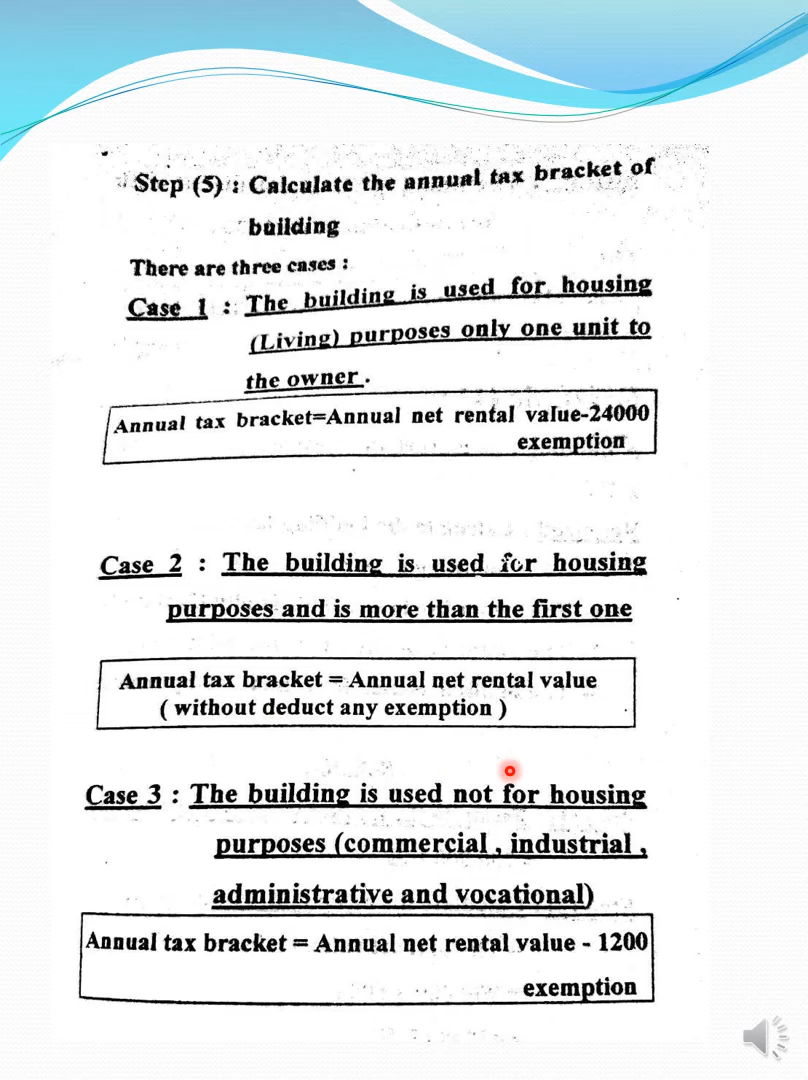 Step (5) : Calculate the annual tax bracket of
building
There are three cases :
Case 1 : The building is used for housing
(Living) purposes only one unit to
the owner .
Annual tax bracket=Annual net rental value-24000
exemption
Case 2 : The building is used for housing
purposes and is more than the first one
Annual tax bracket = Annual net rental value
( without deduct any exemption )
Case 3 : The building is used not for housing
purposes (commercial , industrial ,
administrative and vocational)
Annual tax bracket = Annual net rental value - 1200
exemption